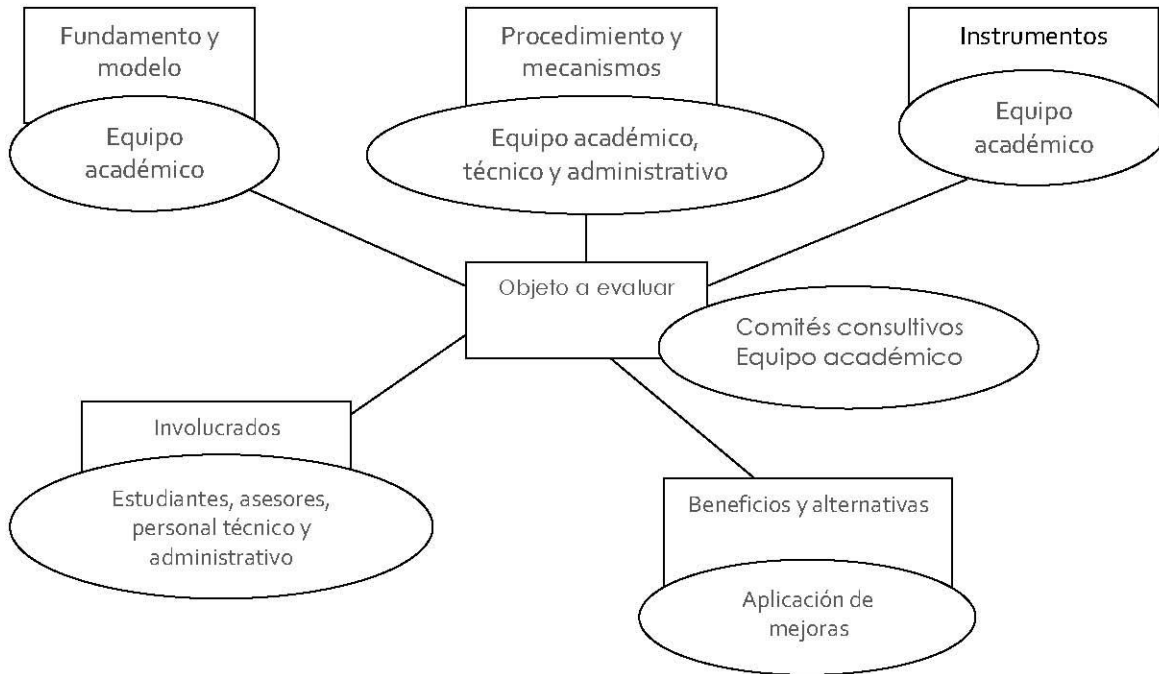 Fundamento y
modelo
Equipo
académico
Procedimiento y
mecanismos
Equipo académico,
técnico y administrativo
Instrumentos
Equipo
académico
Objeto a evaluar
Comités consultivos
Equipo académico
Involucrados
Estudiantes, asesores,
personal técnico y
administrativo
Beneficios y alternativas
Aplicación de
mejoras